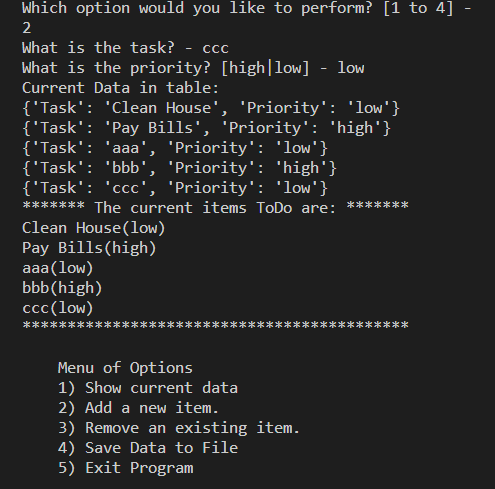 Which option would you like to perform? [1 to 4] -
2
What is the task? - ccc
What is the priority? [high|low] - low
Current Data in table:
{'Task': 'Clean House', 'Priority': 'low'}
{'Task': 'Pay Bills', 'Priority': 'high'}
{'Task': 'aaa', 'Priority': 'low'}
{'Task': 'bbb', 'Priority': 'high'}
{'Task': 'ccc', 'Priority': 'low'}
******* The current items ToDo are: *******
Clean House(low)
Pay Bills(high)
aaa(low)
bbb(high)
ccc(low)
*******************************************
Menu of Options
1) Show current data
2) Add a new item.
3) Remove an existing item.
4) Save Data to File
5) Exit Program